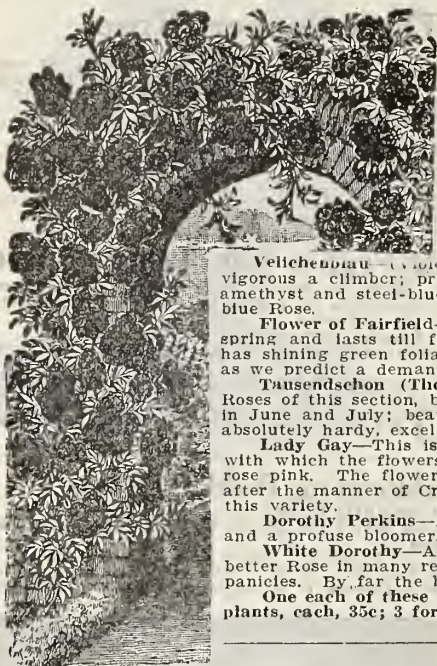 Velichenblau—(Viole
vigorous a climber; pr
amethyst and steel-blu
blue Rose.
Flower of Fairfield-
spring and lasts till f
has shining green folia
as we predict a deman
Tausendschon (The
Roses of this section, b
in June and July; bea
absolutely hardy, excel
Lady Gay—This is
with which the flowers
rose pink. The flower
after the manner of Cr
this variety.
Dorothy Perkins—
and a profuse bloomer.
White Dorothy—A
better Rose in many re
panicles. By far the b
One each of these
plants, each, 35c; 3 for